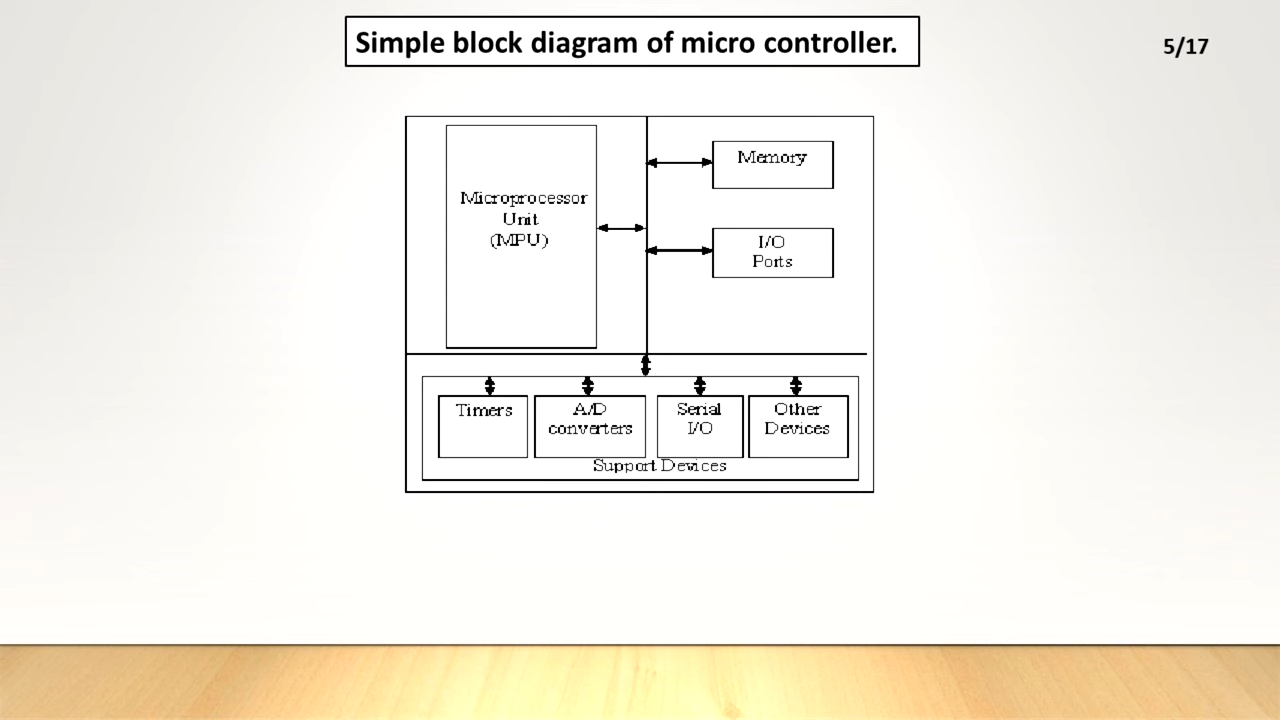 Simple block diagram of micro controller.
5/17
Microprocessor
Unit
(MPU)
Memory
I/O
Ports
Timers
A/D
converters
Serial
I/O
Other
Devices
Support Devices